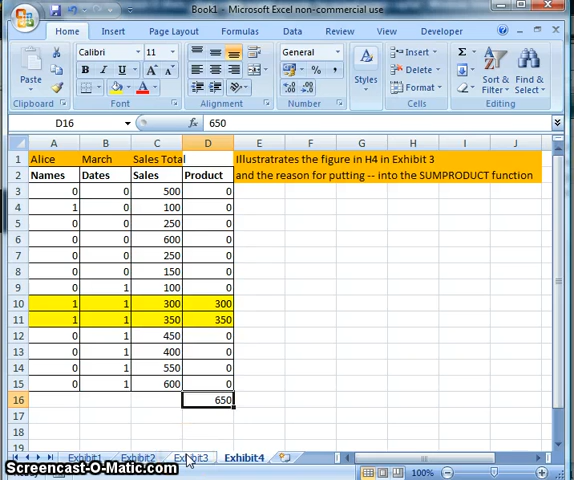 Book1 - Microsoft Excel non-commercial use
Home Insert Page Layout Formulas Data Review View
Calibri 11 General Insert Σ
Paste B I U A A % , Styles Delete Sort & Find &
Format Filter Select
Clipboard Font Alignment Number Cells Editing
D16 fx 650
A B C D E F G H I J
1 Alice March Sales Total Illustratrates the figure in H4 in Exhibit 3
2 Names Dates Sales Product and the reason for putting -- into the SUMPRODUCT function
3 0 0 500 0
4 1 0 100 0
5 0 0 250 0
6 0 0 600 0
7 0 0 250 0
8 0 0 150 0
9 0 1 100 0
10 1 1 300 300
11 1 1 350 350
12 0 1 450 0
13 0 1 400 0
14 0 1 550 0
15 0 1 600 0
16 650
17
18
19
Exhibit1 Exhibit2 Exhibit3 Exhibit4
Screencast-O-Matic.com 100%